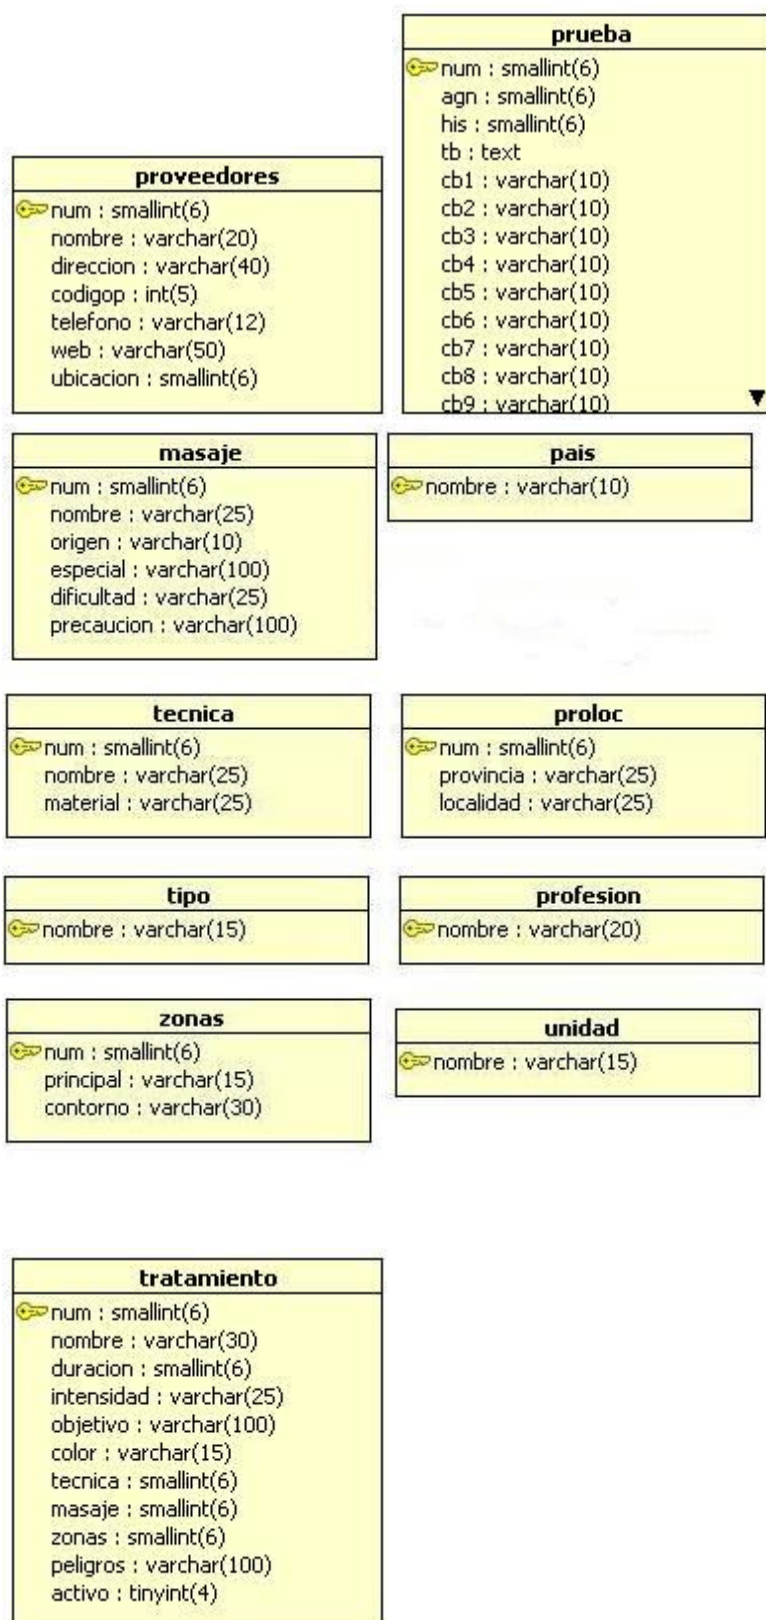 prueba
num : smallint(6)
agn : smallint(6)
his : smallint(6)
tb : text
cb1 : varchar(10)
cb2 : varchar(10)
cb3 : varchar(10)
cb4 : varchar(10)
cb5 : varchar(10)
cb6 : varchar(10)
cb7 : varchar(10)
cb8 : varchar(10)
cb9 : varchar(10)
proveedores
num : smallint(6)
nombre : varchar(20)
direccion : varchar(40)
codigop : int(5)
telefono : varchar(12)
web : varchar(50)
ubicacion : smallint(6)
masaje
num : smallint(6)
nombre : varchar(25)
origen : varchar(10)
especial : varchar(100)
dificultad : varchar(25)
precaucion : varchar(100)
pais
nombre : varchar(10)
tecnica
num : smallint(6)
nombre : varchar(25)
material : varchar(25)
proloc
num : smallint(6)
provincia : varchar(25)
localidad : varchar(25)
tipo
nombre : varchar(15)
profesion
nombre : varchar(20)
zonas
num : smallint(6)
principal : varchar(15)
contorno : varchar(30)
unidad
nombre : varchar(15)
tratamiento
num : smallint(6)
nombre : varchar(30)
duracion : smallint(6)
intensidad : varchar(25)
objetivo : varchar(100)
color : varchar(15)
tecnica : smallint(6)
masaje : smallint(6)
zonas : smallint(6)
peligros : varchar(100)
activo : tinyint(4)